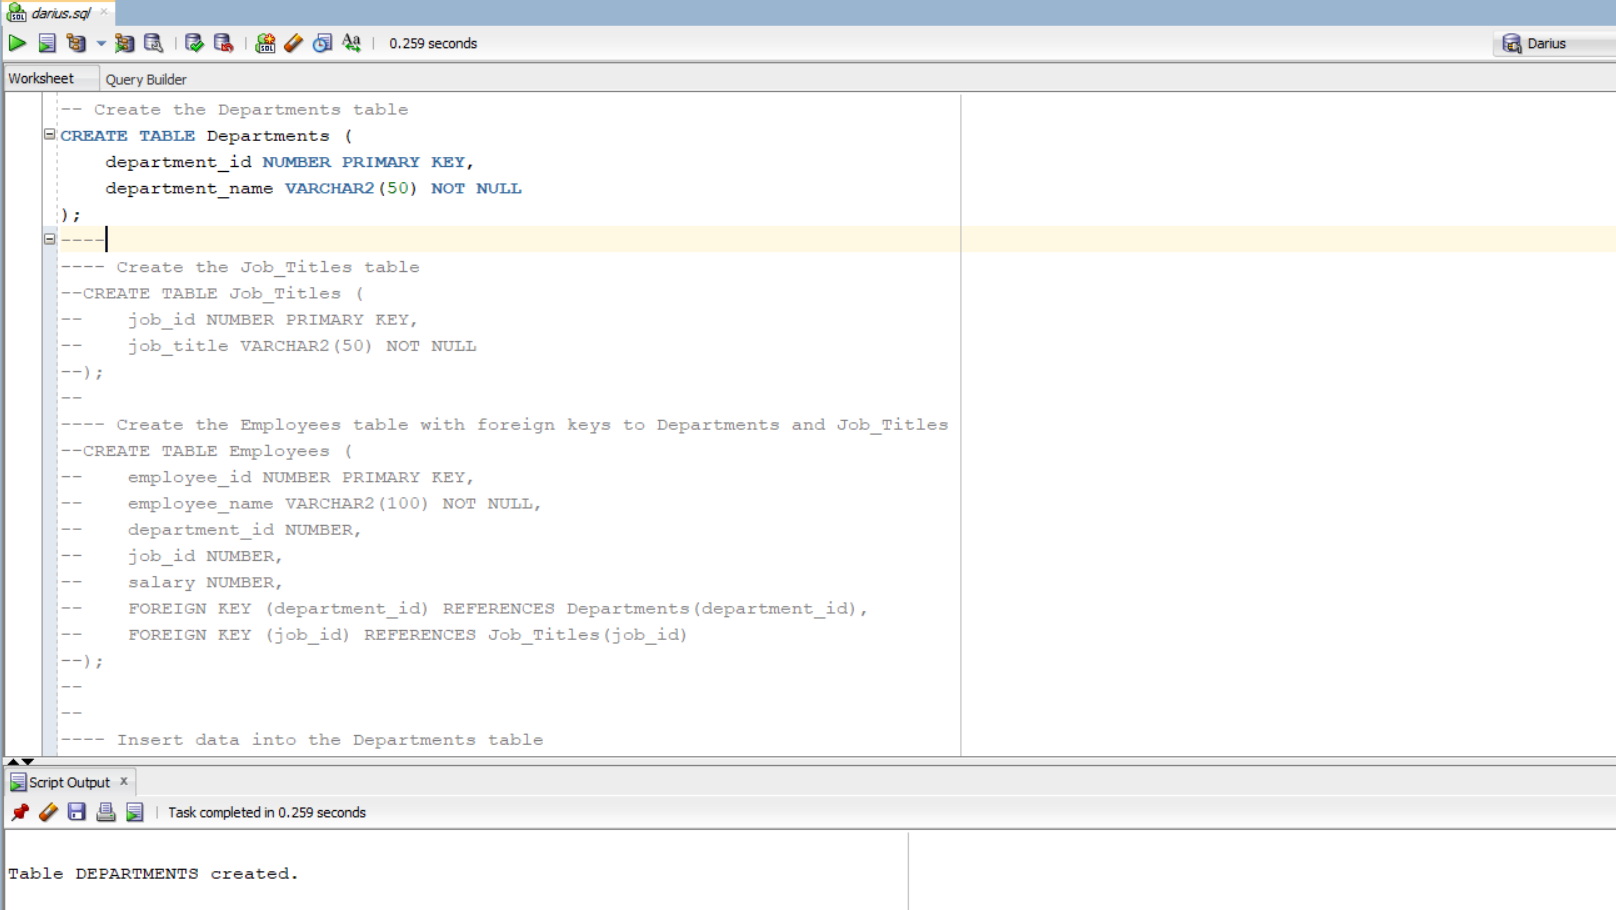 darius.sql
0.259 seconds
Darius
Worksheet
Query Builder
-- Create the Departments table
CREATE TABLE Departments (
    department_id NUMBER PRIMARY KEY,
    department_name VARCHAR2(50) NOT NULL
);
----
---- Create the Job_Titles table
--CREATE TABLE Job_Titles (
--    job_id NUMBER PRIMARY KEY,
--    job_title VARCHAR2(50) NOT NULL
--);
--
---- Create the Employees table with foreign keys to Departments and Job_Titles
--CREATE TABLE Employees (
--    employee_id NUMBER PRIMARY KEY,
--    employee_name VARCHAR2(100) NOT NULL,
--    department_id NUMBER,
--    job_id NUMBER,
--    salary NUMBER,
--    FOREIGN KEY (department_id) REFERENCES Departments(department_id),
--    FOREIGN KEY (job_id) REFERENCES Job_Titles(job_id)
--);
--
--
---- Insert data into the Departments table
Script Output x
Task completed in 0.259 seconds
Table DEPARTMENTS created.